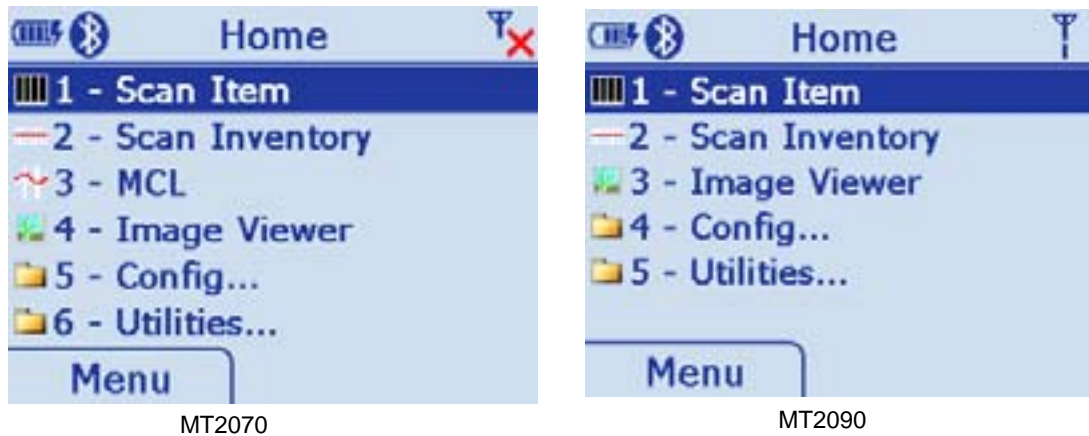 Home
1 - Scan Item
2 - Scan Inventory
3 - MCL
4 - Image Viewer
5 - Config...
6 - Utilities...
Menu
MT2070
Home
1 - Scan Item
2 - Scan Inventory
3 - Image Viewer
4 - Config...
5 - Utilities...
Menu
MT2090